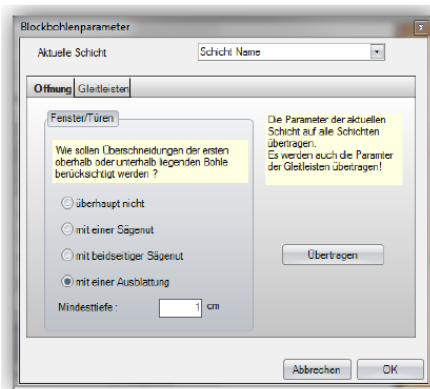 Blockbohlenparameter
Aktuelle Schicht
Schicht Name
Öffnung Gleitleisten
Fenster/Türen
Wie sollen Überschneidungen der ersten
oberhalb oder unterhalb liegenden Bohle
berücksichtigt werden ?
überhaupt nicht
mit einer Sägenut
mit beidseitiger Sägenut
mit einer Ausblattung
Mindesttiefe :
1 cm
Die Parameter der aktuellen
Schicht auf alle Schichten
übertragen.
Es werden auch die Paramter
der Gleitleisten übertragen!
Übertragen
Abbrechen
OK